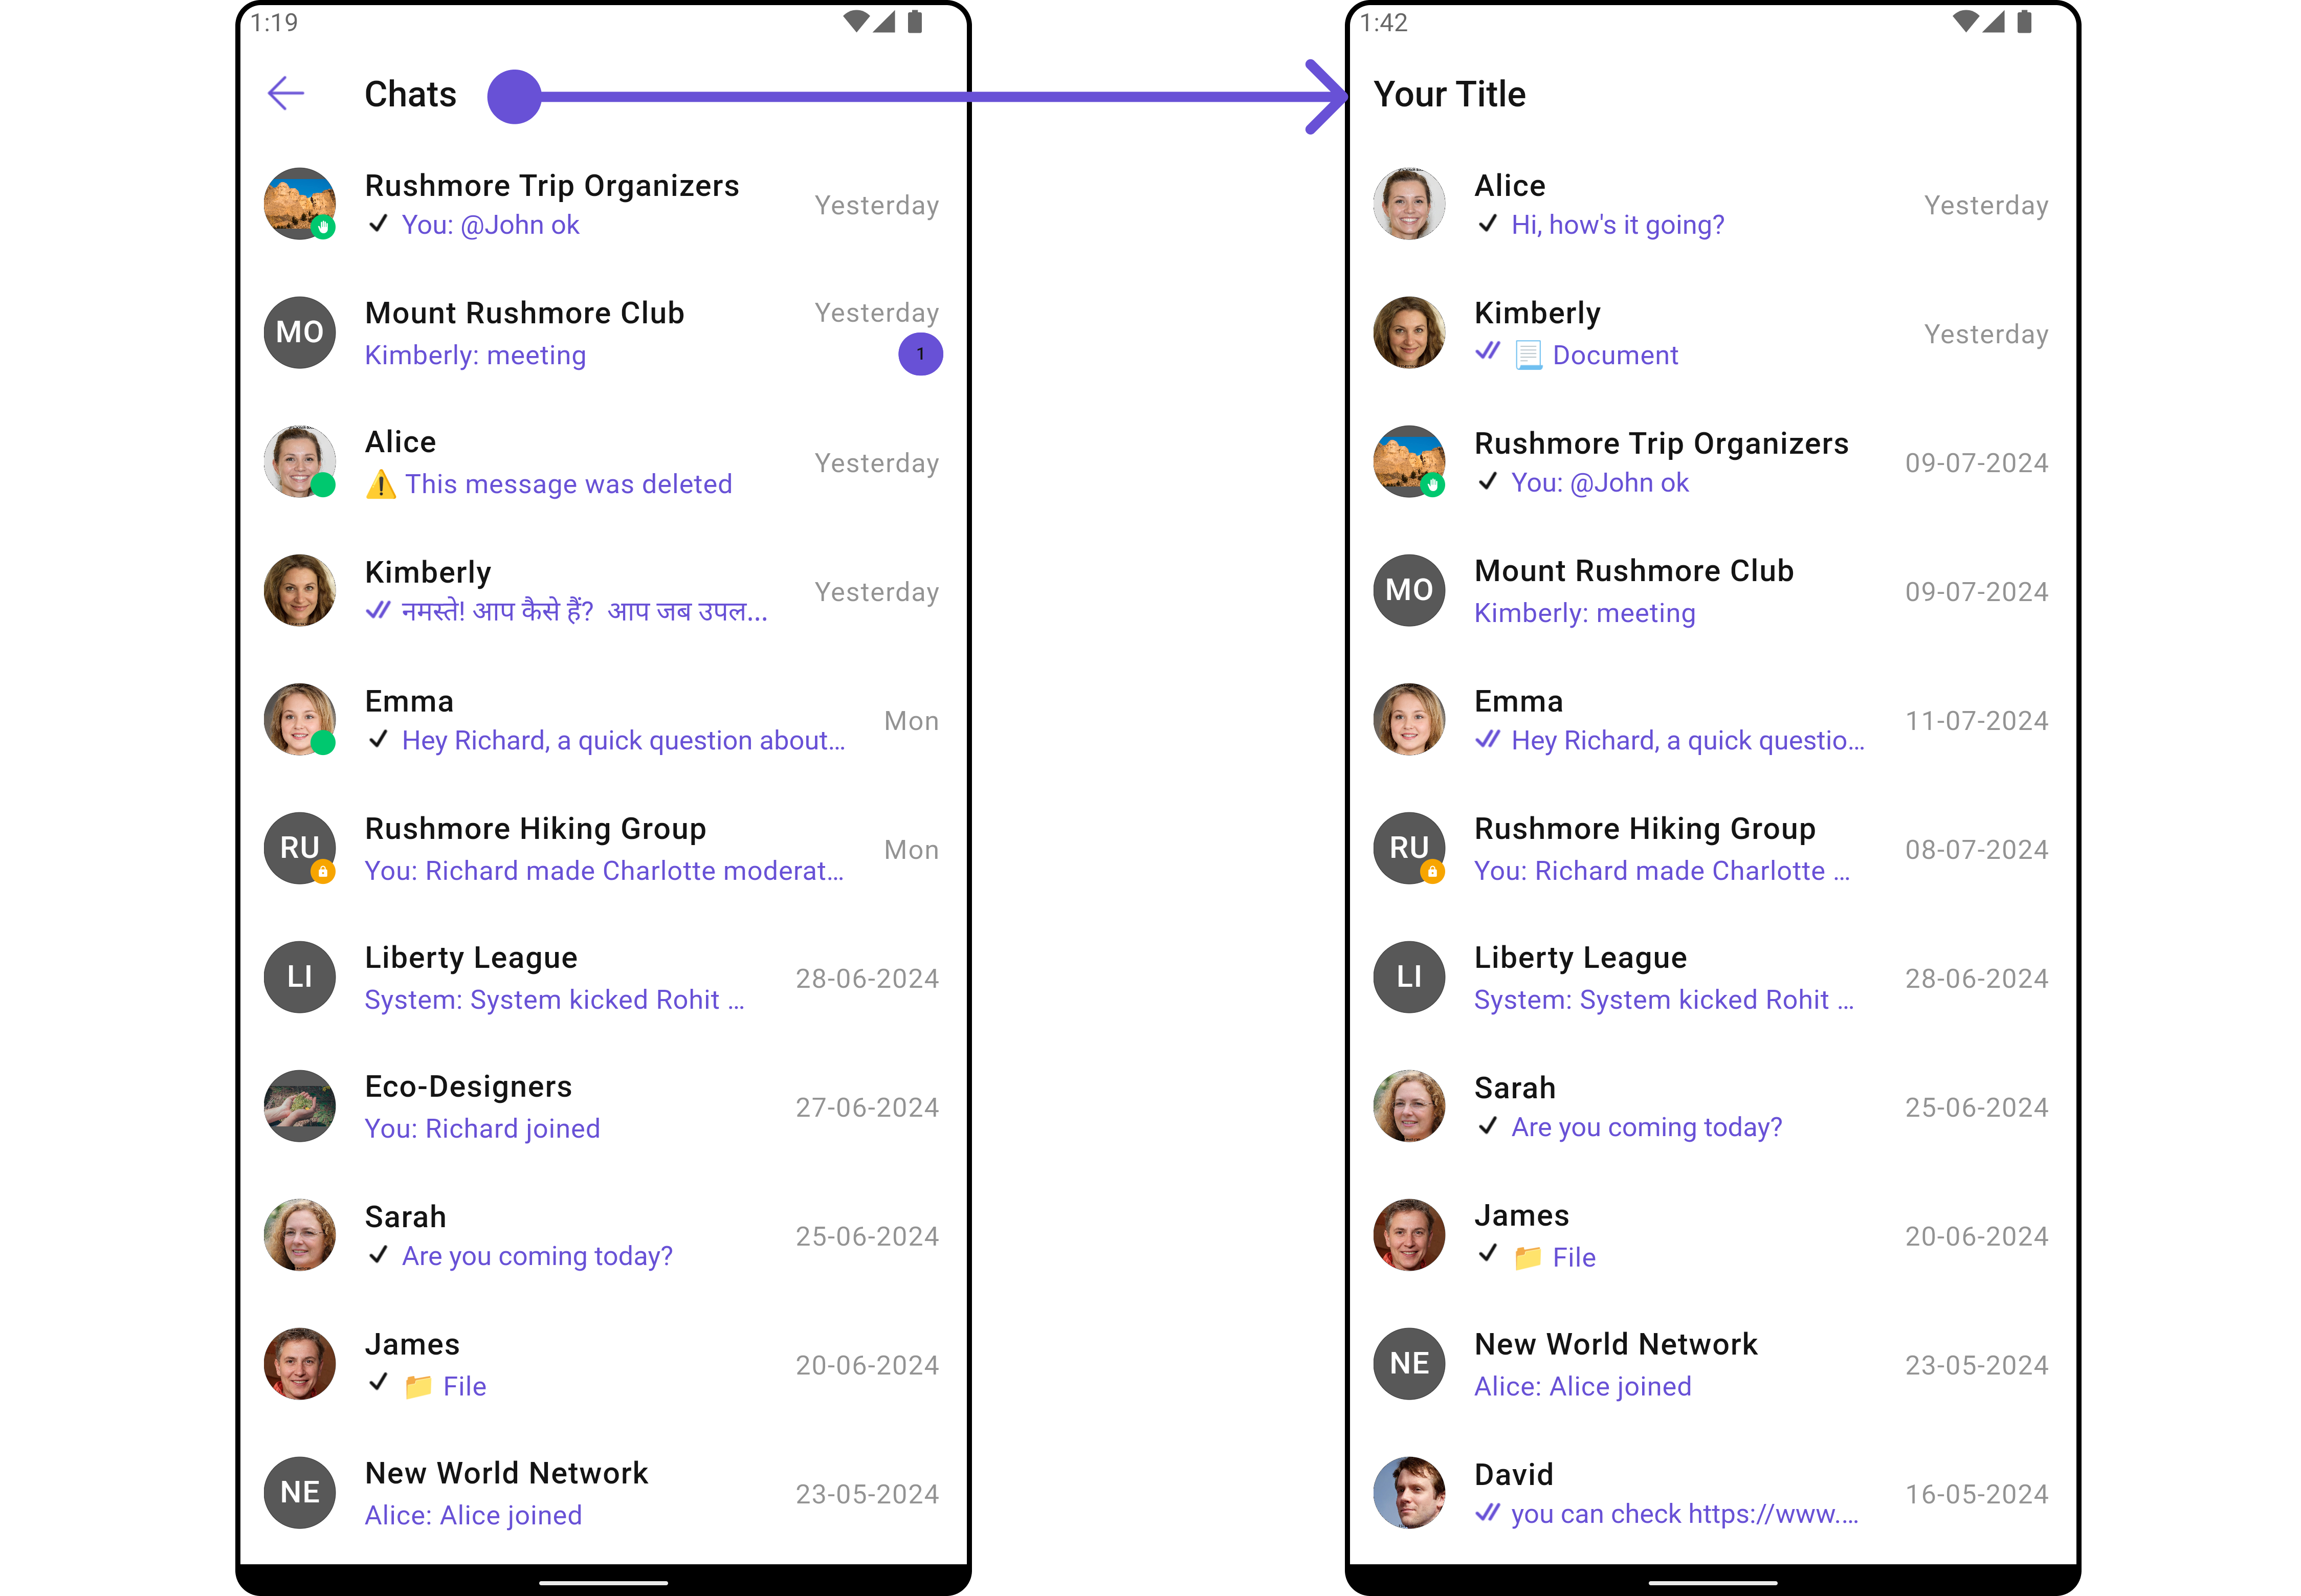 1:19
Chats
Rushmore Trip Organizers
You: @John ok
Yesterday
MO
Mount Rushmore Club
Kimberly: meeting
Yesterday
1
Alice
This message was deleted
Yesterday
Kimberly
नमस्ते! आप कैसे हैं? आप जब उपल...
Yesterday
Emma
Hey Richard, a quick question about...
Mon
RU
Rushmore Hiking Group
You: Richard made Charlotte moderat...
Mon
LI
Liberty League
System: System kicked Rohit ...
28-06-2024
Eco-Designers
You: Richard joined
27-06-2024
Sarah
Are you coming today?
25-06-2024
James
File
20-06-2024
NE
New World Network
Alice: Alice joined
23-05-2024
1:42
Your Title
Alice
Hi, how's it going?
Yesterday
Kimberly
Document
Yesterday
Rushmore Trip Organizers
You: @John ok
09-07-2024
MO
Mount Rushmore Club
Kimberly: meeting
09-07-2024
Emma
Hey Richard, a quick questio...
11-07-2024
RU
Rushmore Hiking Group
You: Richard made Charlotte ...
08-07-2024
LI
Liberty League
System: System kicked Rohit ...
28-06-2024
Sarah
Are you coming today?
25-06-2024
James
File
20-06-2024
NE
New World Network
Alice: Alice joined
23-05-2024
David
you can check https://www....
16-05-2024